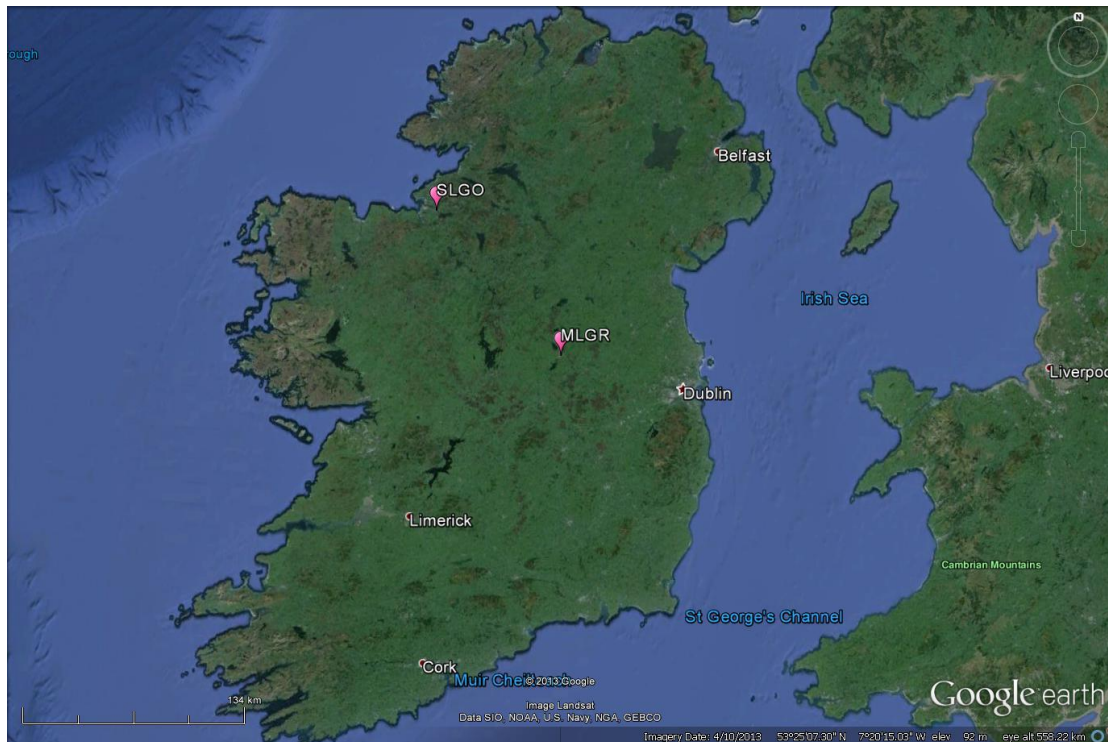 N
ough
Belfast
SLGO
Irish Sea
MLGR
Liverpoo
Dublin
Limerick
Cambrian Mountains
St George's Channel
Cork
Muir
© 2013 Google
134 km
Google earth
Image Landsat
Data SIO, NOAA, U.S. Navy, NGA, GEBCO
Imagery Date: 4/10/2013 53°25'07.30" N 7°20'15.03" W elev 92 m eye alt 558.22 km